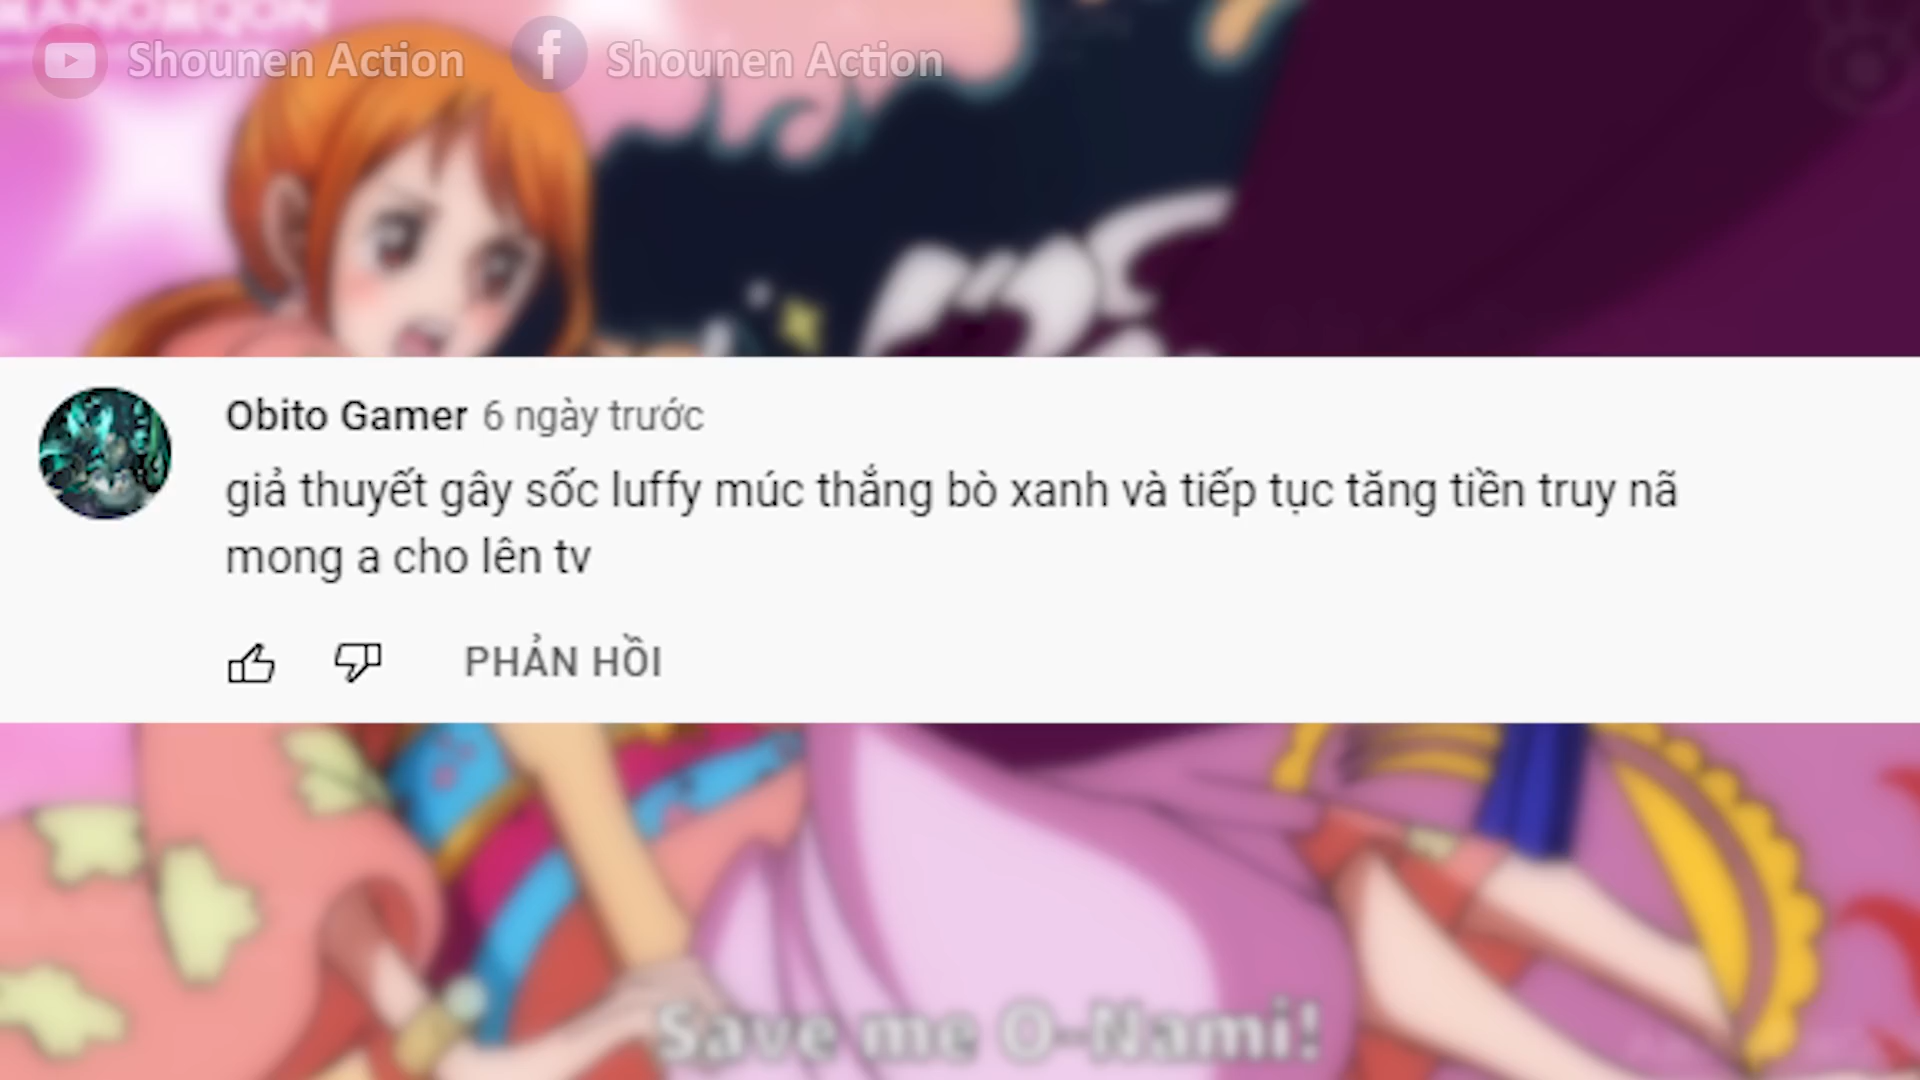 Shounen Action Shounen Action
Obito Gamer 6 ngày trước
giả thuyết gây sốc luffy múc thắng bò xanh và tiếp tục tăng tiền truy nã
mong a cho lên tv
PHẢN HỒI
Save me O-Nami!